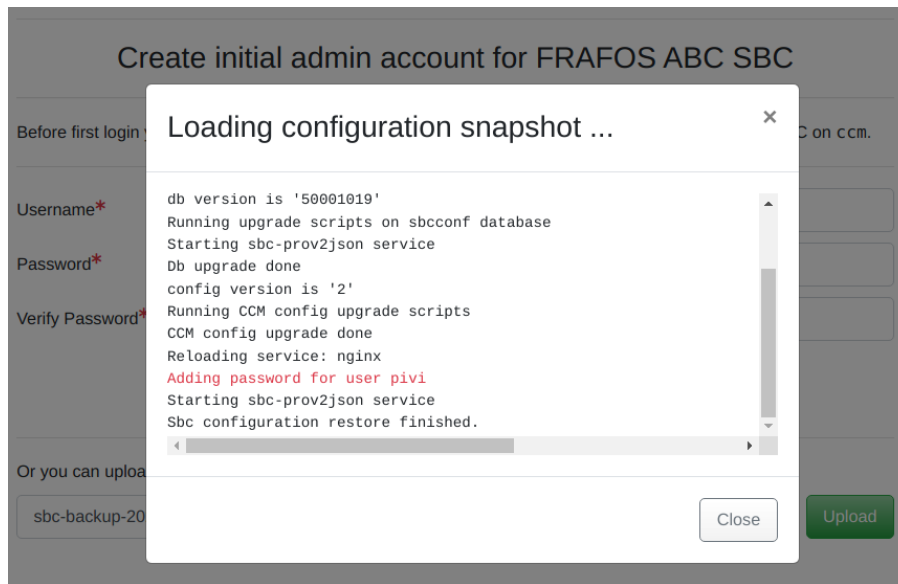 Create initial admin account for FRAFOS ABC SBC
Before first login
C on ccm.
Loading configuration snapshot ...
×
db version is '50001019'
Running upgrade scripts on sbcconf database
Starting sbc-prov2json service
Db upgrade done
config version is '2'
Running CCM config upgrade scripts
CCM config upgrade done
Reloading service: nginx
Adding password for user pivi
Starting sbc-prov2json service
Sbc configuration restore finished.
Username*
Password*
Verify Password*
Or you can uploa
sbc-backup-20
Close
Upload